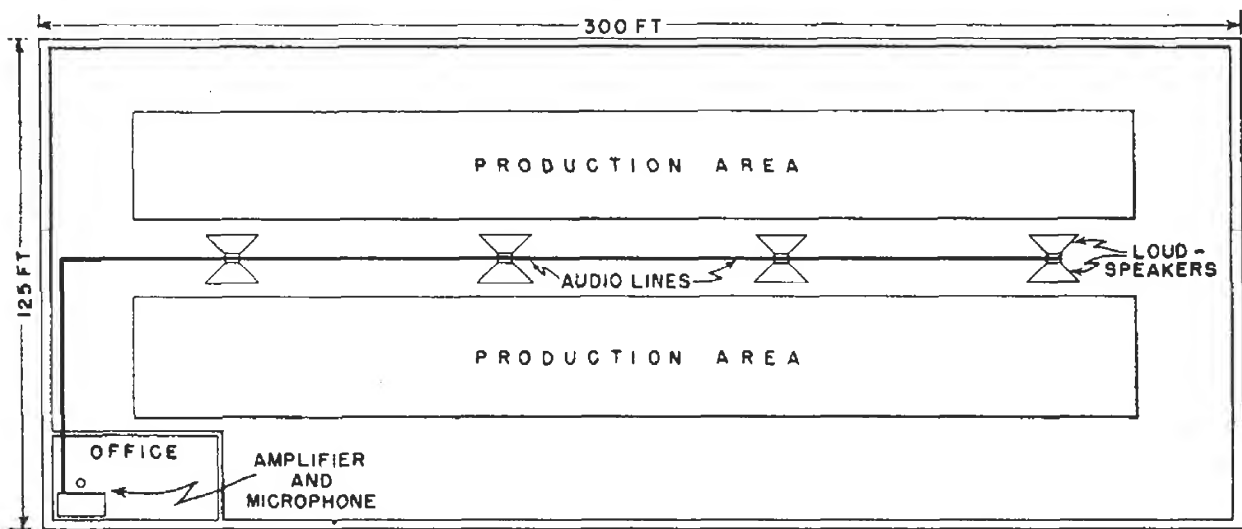 300 FT
125 FT
PRODUCTION AREA
LOUD-
SPEAKERS
AUDIO LINES
PRODUCTION AREA
OFFICE
AMPLIFIER
AND
MICROPHONE